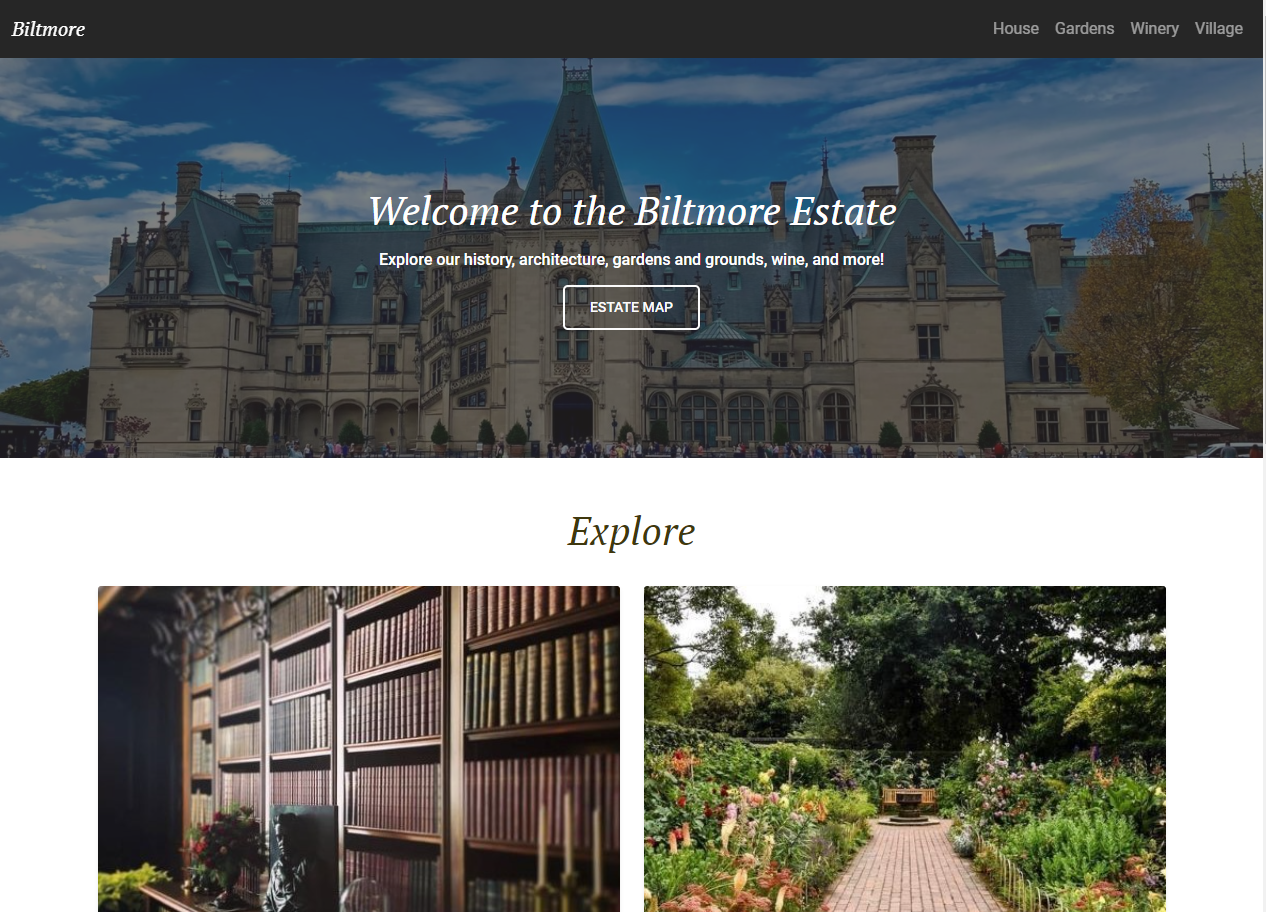 Biltmore
House Gardens Winery Village
Welcome to the Biltmore Estate
Explore our history, architecture, gardens and grounds, wine, and more!
ESTATE MAP
Explore